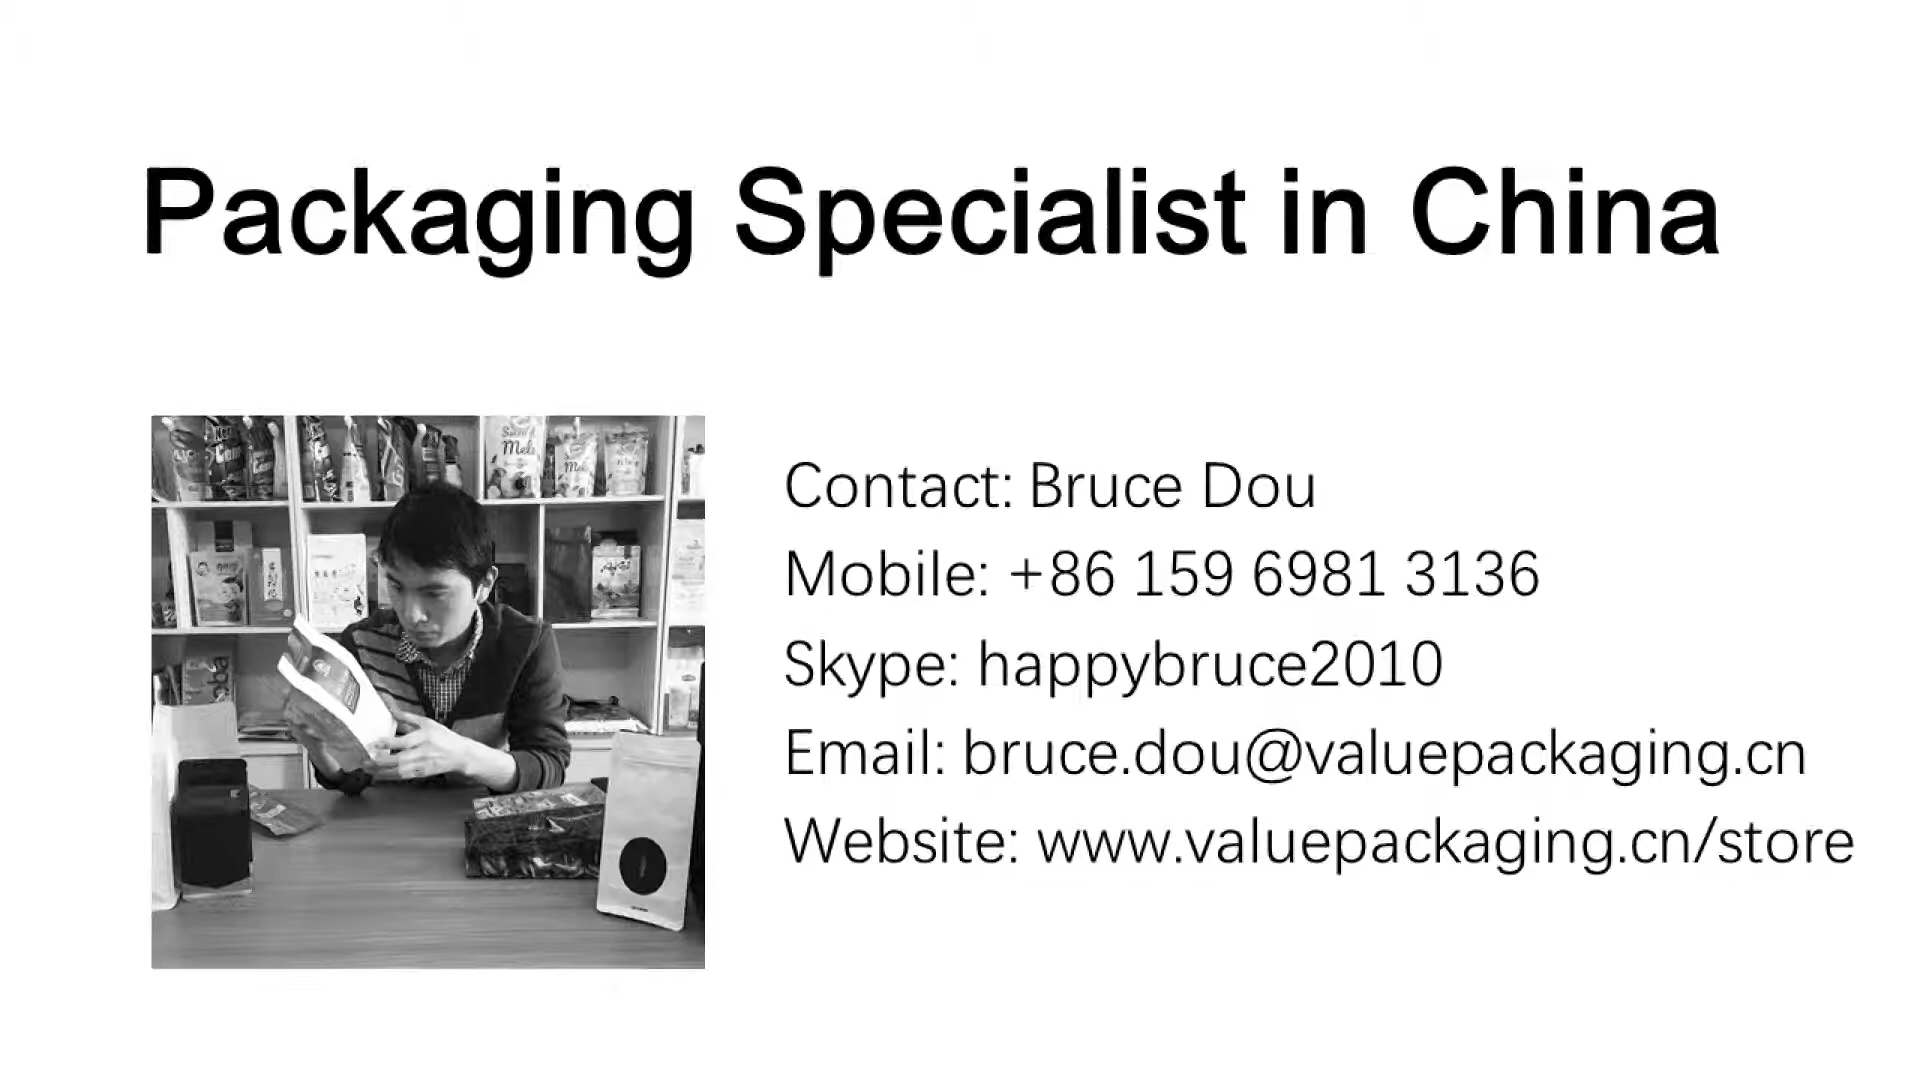 Packaging Specialist in China
Contact: Bruce Dou
Mobile: +86 159 6981 3136
Skype: happybruce2010
Email: bruce.dou@valuepackaging.cn
Website: www.valuepackaging.cn/store